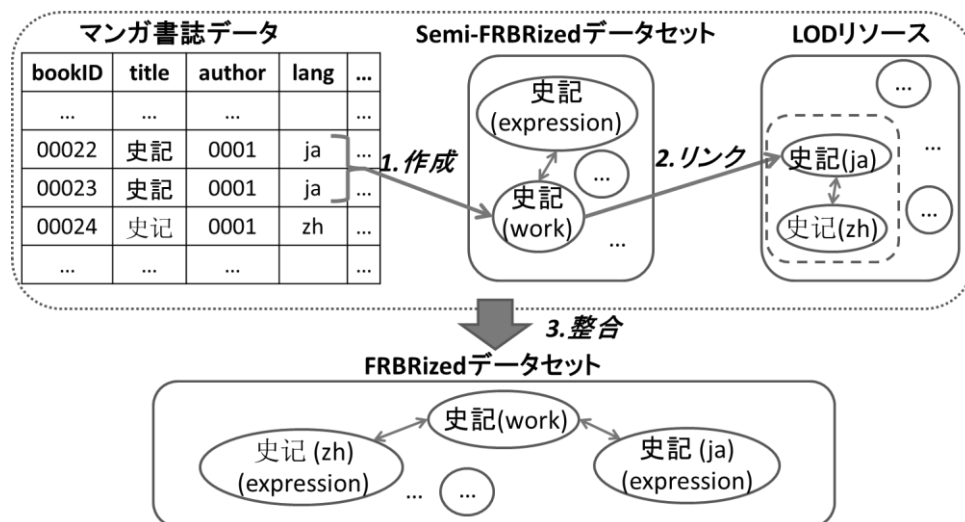 マンガ書誌データ
Semi-FRBRizedデータセット
LODリソース
bookID title author lang ...
... ... ... ...
00022 史記 0001 ja ...
00023 史記 0001 ja ...
00024 史记 0001 zh ...
... ... ... ...
1.作成
史記
(expression)
...
史記
(work)
...
2.リンク
...
史記(ja)
...
史记(zh)
...
3.整合
FRBRizedデータセット
史記(work)
史记 (zh)
(expression)
... ...
史記 (ja)
(expression)